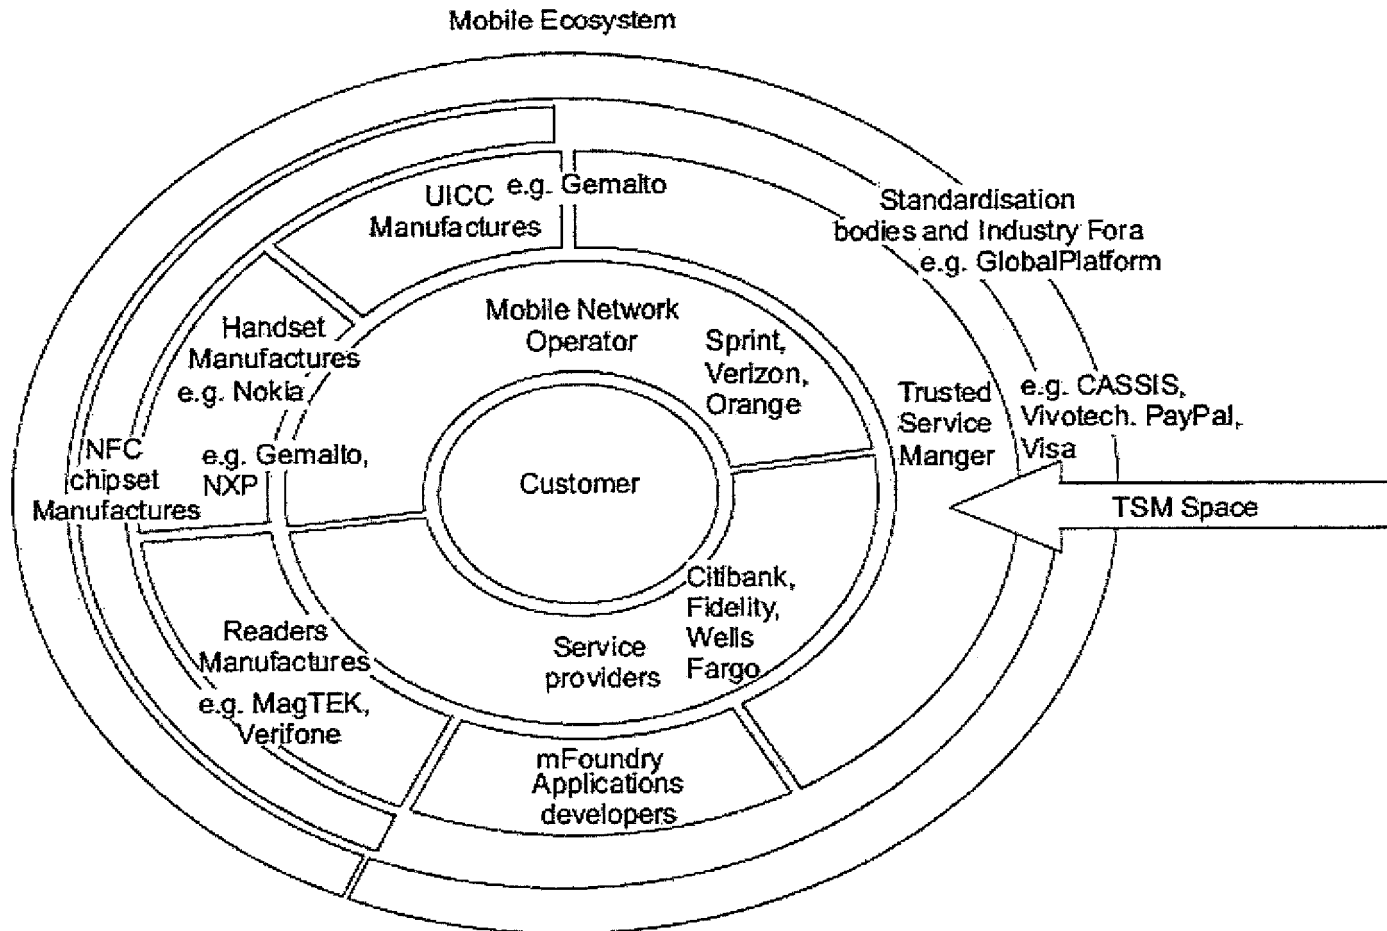 Mobile Ecosystem
UICC
Manufactures
e.g. Gemalto
Standardisation
bodies and Industry Fora
e.g. GlobalPlatform
Handset
Manufactures
e.g. Nokia
Mobile Network
Operator
Sprint,
Verizon,
Orange
Trusted
Service
Manger
e.g. CASSIS,
Vivotech. PayPal,
Visa
NFC
chipset
Manufactures
e.g. Gemalto,
NXP
Customer
TSM Space
Readers
Manufactures
e.g. MagTEK,
Verifone
Service
providers
Citibank,
Fidelity,
Wells
Fargo
mFoundry
Applications
developers